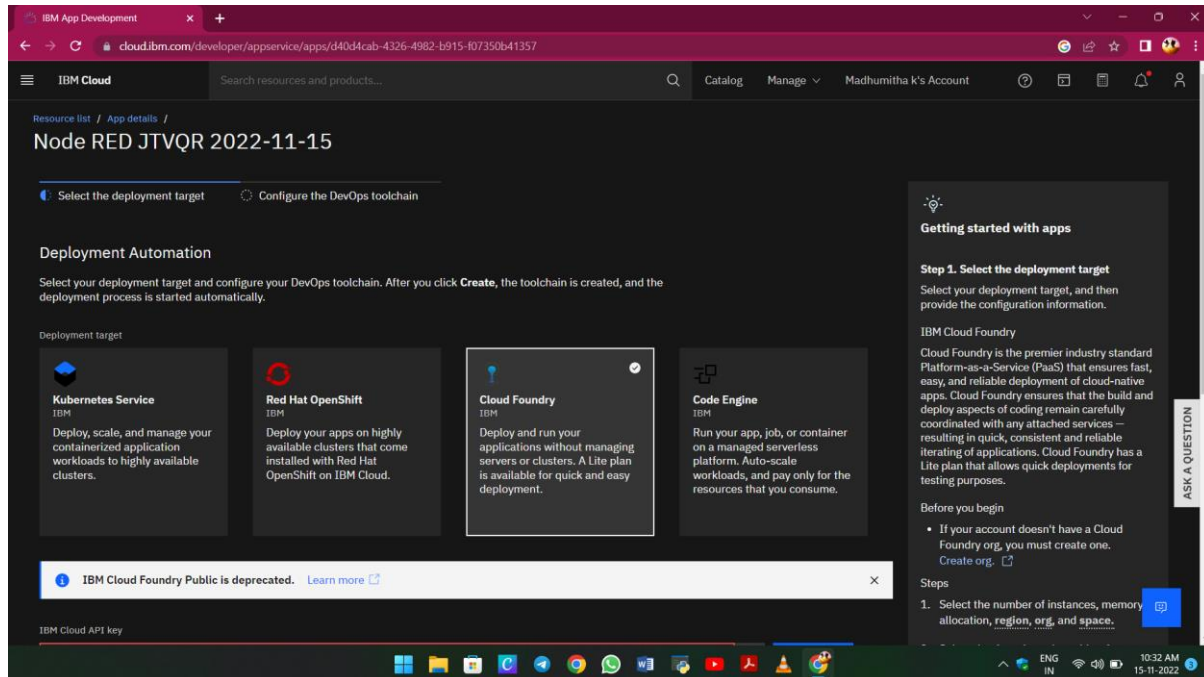 IBM App Development
cloud.ibm.com/developer/appservice/apps/d40d4cab-4326-4982-b915-f07350b41357
IBM Cloud
Search resources and products...
Catalog
Manage
Madhumitha k's Account
Resource list / App details /
Node RED JTVQR 2022-11-15
Select the deployment target
Configure the DevOps toolchain
Deployment Automation
Select your deployment target and configure your DevOps toolchain. After you click Create, the toolchain is created, and the
deployment process is started automatically.
Deployment target
Kubernetes Service
IBM
Deploy, scale, and manage your
containerized application
workloads to highly available
clusters.
Red Hat OpenShift
IBM
Deploy your apps on highly
available clusters that come
installed with Red Hat
OpenShift on IBM Cloud.
Cloud Foundry
IBM
Deploy and run your
applications without managing
servers or clusters. A Lite plan
is available for quick and easy
deployment.
Code Engine
IBM
Run your app, job, or container
on a managed serverless
platform. Auto-scale
workloads, and pay only for the
resources that you consume.
IBM Cloud Foundry Public is deprecated. Learn more
IBM Cloud API key
Getting started with apps
Step 1. Select the deployment target
Select your deployment target, and then
provide the configuration information.
IBM Cloud Foundry
Cloud Foundry is the premier industry standard
Platform-as-a-Service (PaaS) that ensures fast,
easy, and reliable deployment of cloud-native
apps. Cloud Foundry ensures that the build and
deploy aspects of coding remain carefully
coordinated with any attached services —
resulting in quick, consistent and reliable
iterating of applications. Cloud Foundry has a
Lite plan that allows quick deployments for
testing purposes.
Before you begin
• If your account doesn't have a Cloud
Foundry org, you must create one.
Create org.
Steps
1. Select the number of instances, memory
allocation, region, org, and space.
ASK A QUESTION
ENG
IN
10:32 AM
15-11-2022